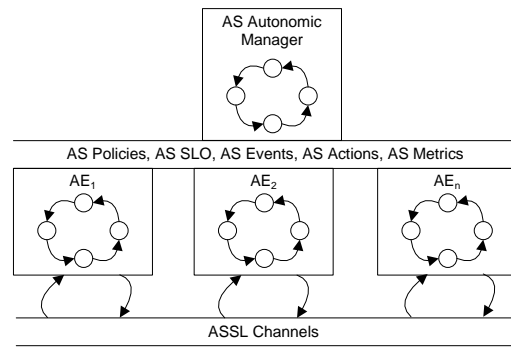 AS Autonomic
Manager
AS Policies, AS SLO, AS Events, AS Actions, AS Metrics
AE₁
AE₂
AEₙ
ASSL Channels